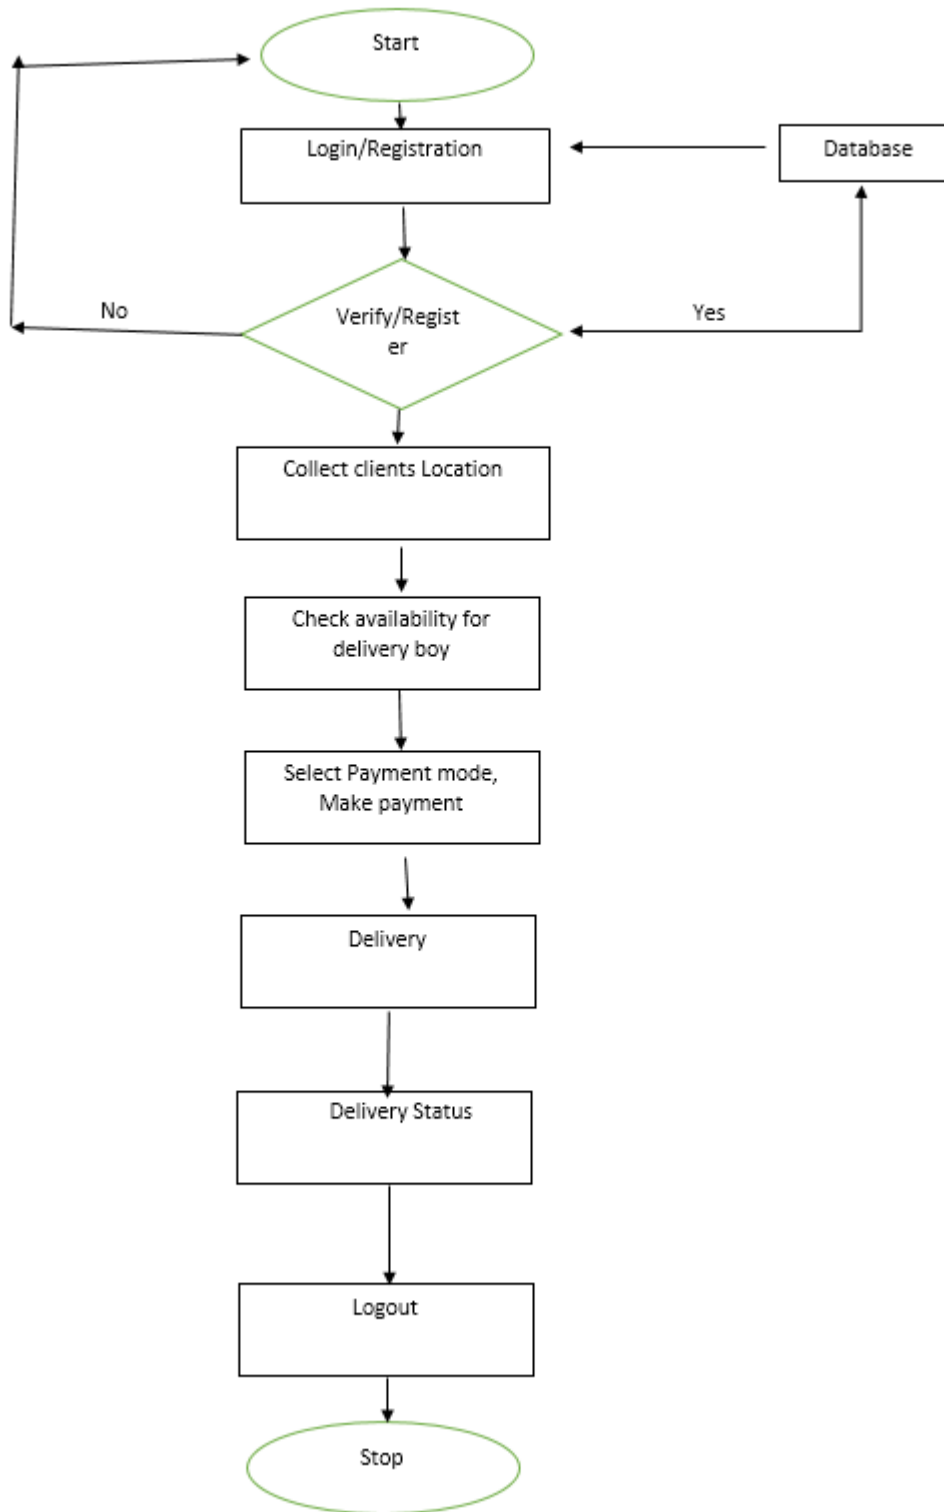 Start
Login/Registration
Database
No
Verify/Regist
er
Yes
Collect clients Location
Check availability for
delivery boy
Select Payment mode,
Make payment
Delivery
Delivery Status
Logout
Stop